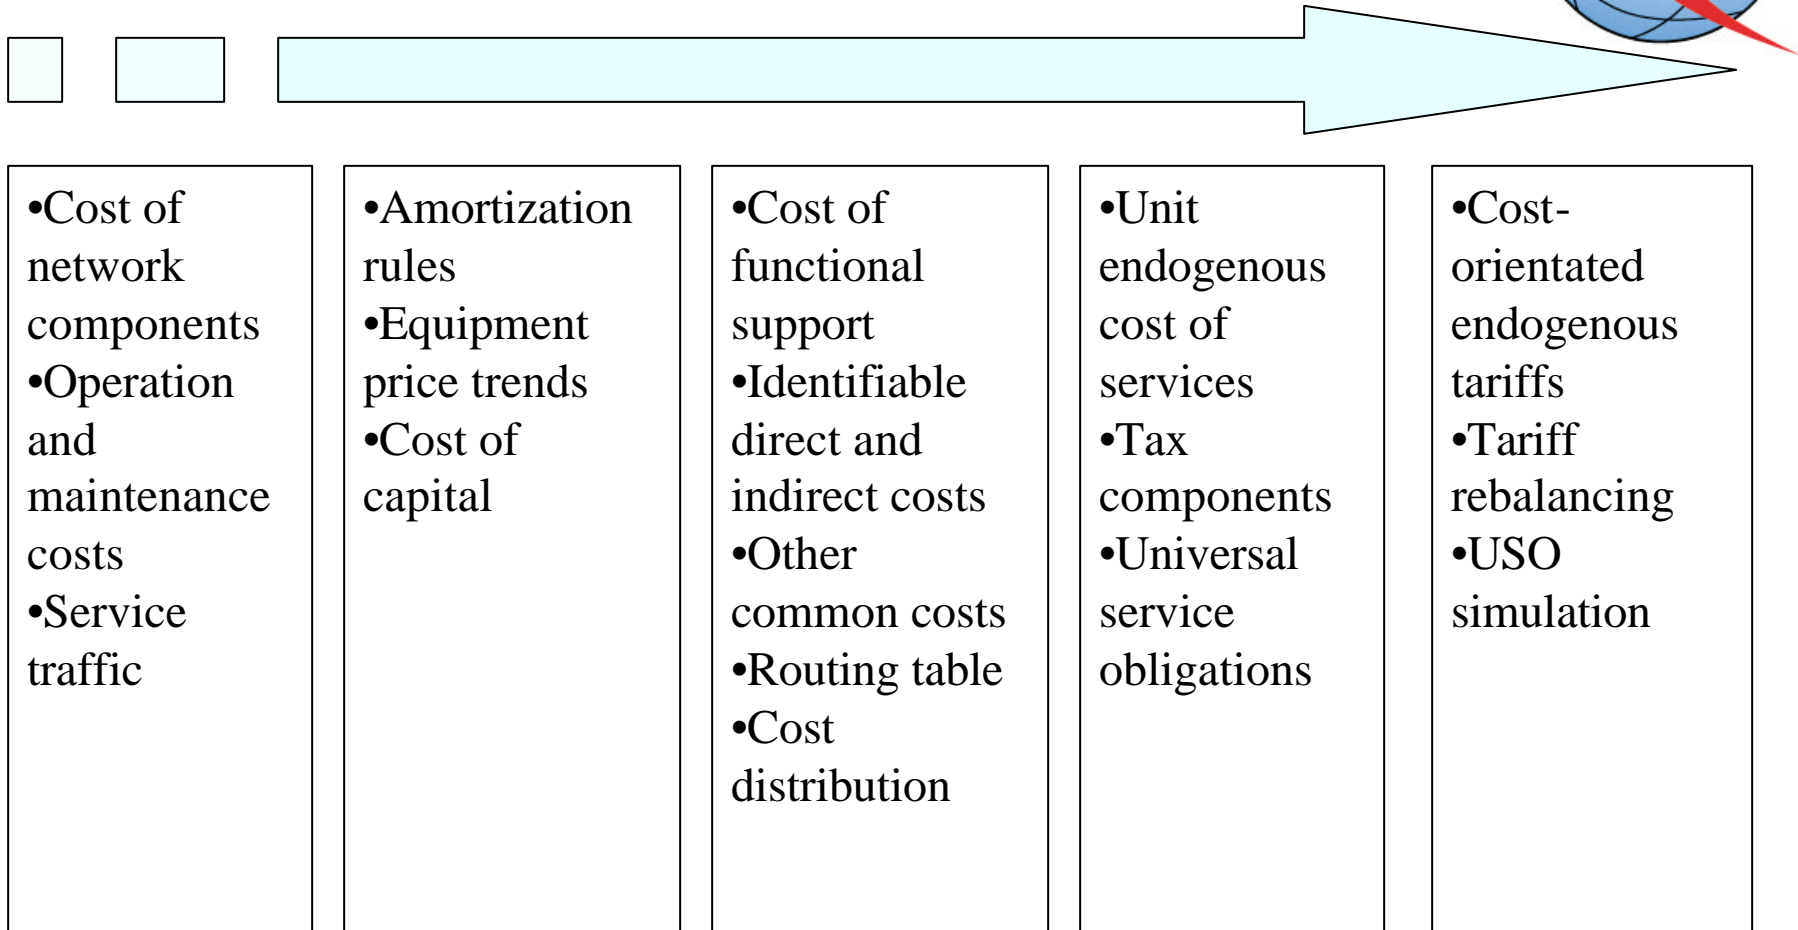 •Cost of
network
components
•Operation
and
maintenance
costs
•Service
traffic
•Amortization
rules
•Equipment
price trends
•Cost of
capital
•Cost of
functional
support
•Identifiable
direct and
indirect costs
•Other
common costs
•Routing table
•Cost
distribution
•Unit
endogenous
cost of
services
•Tax
components
•Universal
service
obligations
•Cost-
orientated
endogenous
tariffs
•Tariff
rebalancing
•USO
simulation